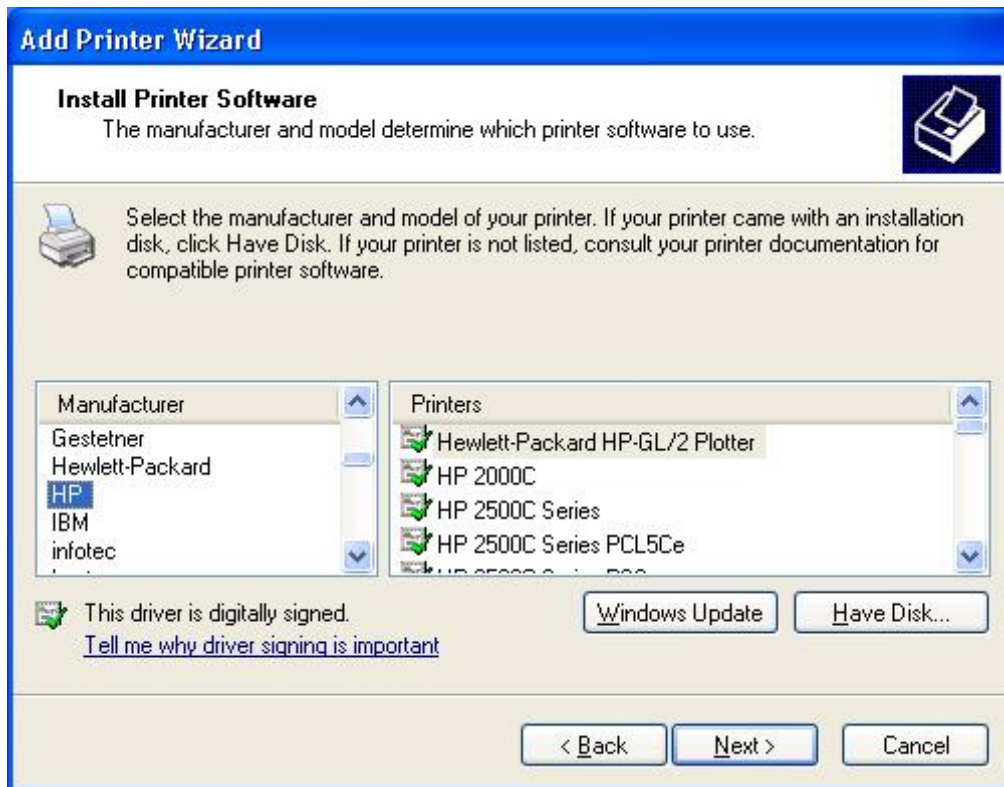 Add Printer Wizard
Install Printer Software
The manufacturer and model determine which printer software to use.
Select the manufacturer and model of your printer. If your printer came with an installation
disk, click Have Disk. If your printer is not listed, consult your printer documentation for
compatible printer software.
Manufacturer
Gestetner
Hewlett-Packard
HP
IBM
infotec
Printers
Hewlett-Packard HP-GL/2 Plotter
HP 2000C
HP 2500C Series
HP 2500C Series PCL5Ce
This driver is digitally signed.
Tell me why driver signing is important
Windows Update
Have Disk...
< Back
Next >
Cancel